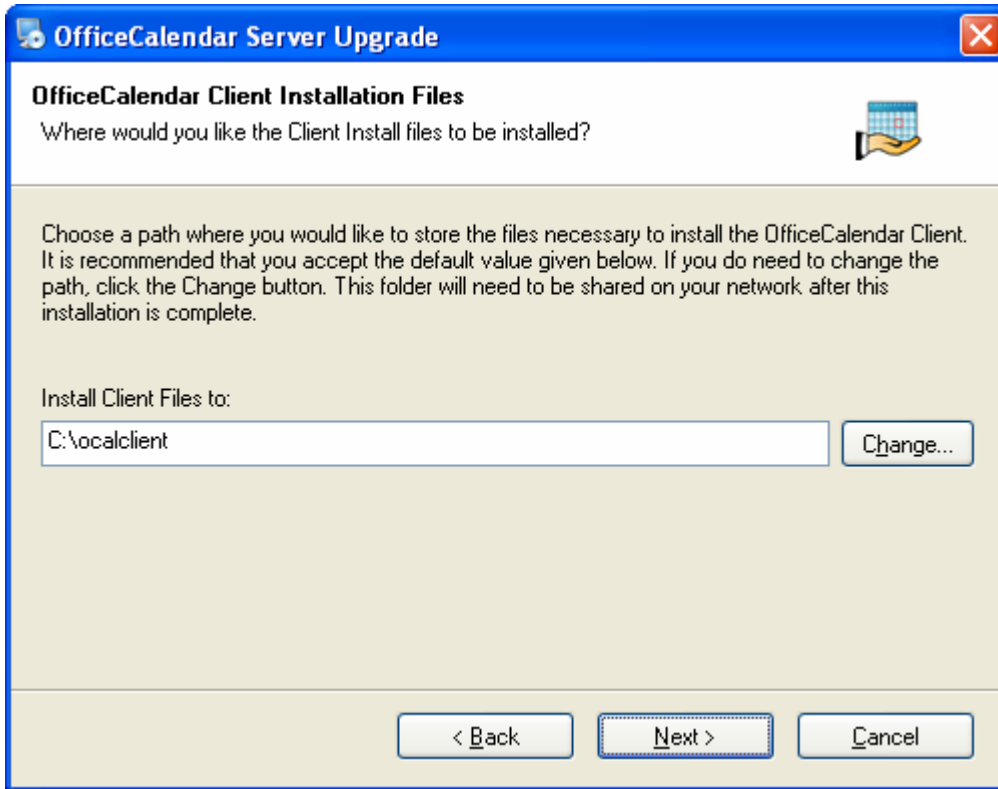 OfficeCalendar Server Upgrade
OfficeCalendar Client Installation Files
Where would you like the Client Install files to be installed?
Choose a path where you would like to store the files necessary to install the OfficeCalendar Client.
It is recommended that you accept the default value given below. If you do need to change the
path, click the Change button. This folder will need to be shared on your network after this
installation is complete.
Install Client Files to:
C:\ocalclient
Change...
< Back
Next >
Cancel